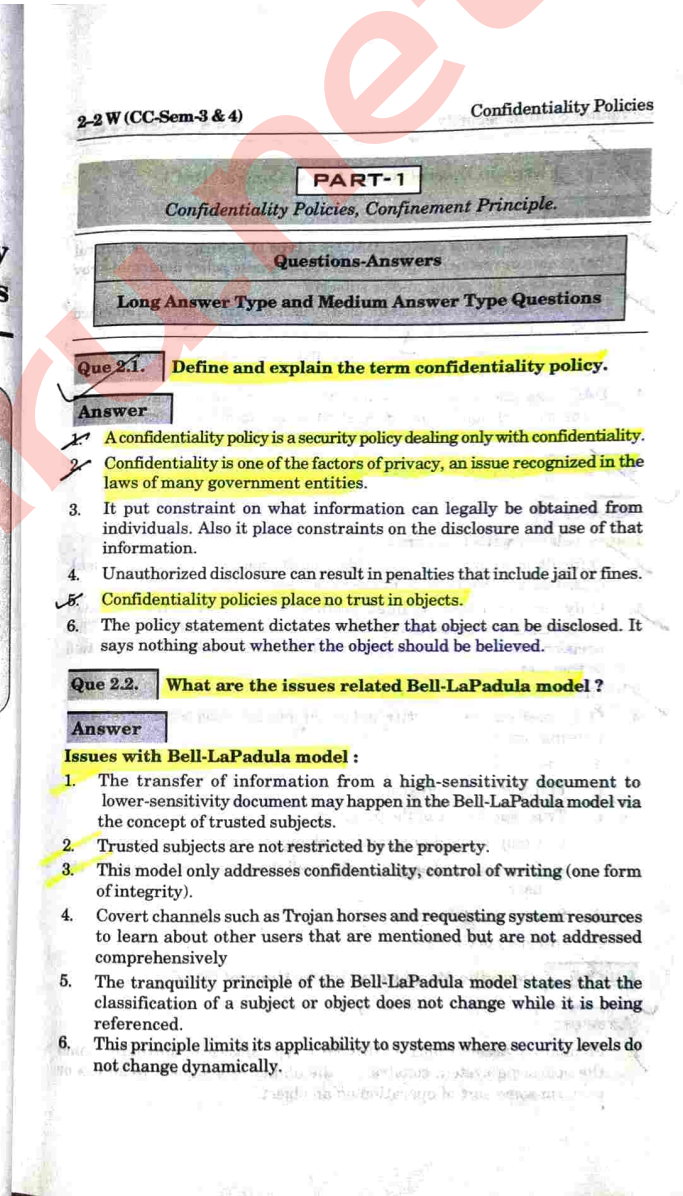 2–2 W (CC-Sem-3 & 4)
Confidentiality Policies
PART-1
Confidentiality Policies, Confinement Principle.
Questions-Answers
Long Answer Type and Medium Answer Type Questions
Que 2.1. Define and explain the term confidentiality policy.
Answer
1. A confidentiality policy is a security policy dealing only with confidentiality.
2. Confidentiality is one of the factors of privacy, an issue recognized in the
laws of many government entities.
3. It put constraint on what information can legally be obtained from
individuals. Also it place constraints on the disclosure and use of that
information.
4. Unauthorized disclosure can result in penalties that include jail or fines.
5. Confidentiality policies place no trust in objects.
6. The policy statement dictates whether that object can be disclosed. It
says nothing about whether the object should be believed.
Que 2.2. What are the issues related Bell-LaPadula model ?
Answer
Issues with Bell-LaPadula model :
1. The transfer of information from a high-sensitivity document to
lower-sensitivity document may happen in the Bell-LaPadula model via
the concept of trusted subjects.
2. Trusted subjects are not restricted by the property.
3. This model only addresses confidentiality, control of writing (one form
of integrity).
4. Covert channels such as Trojan horses and requesting system resources
to learn about other users that are mentioned but are not addressed
comprehensively
5. The tranquility principle of the Bell-LaPadula model states that the
classification of a subject or object does not change while it is being
referenced.
6. This principle limits its applicability to systems where security levels do
not change dynamically.